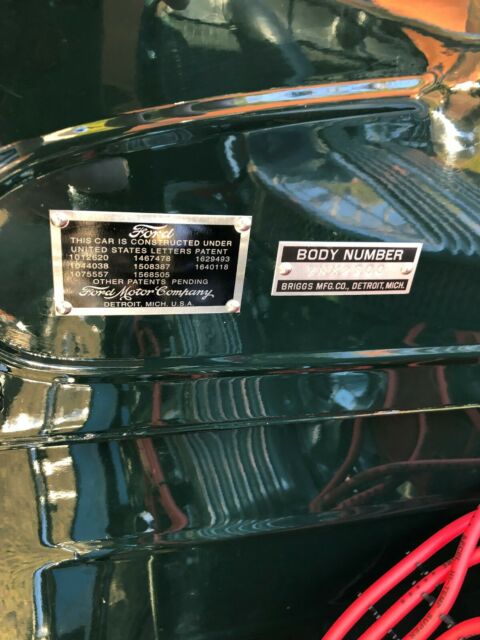 Ford
THIS CAR IS CONSTRUCTED UNDER
UNITED STATES LETTERS PATENT
1012620 1467478 1629493
1044038 1508387 1640118
1075557 1568505
OTHER PATENTS PENDING
Ford Motor Company
DETROIT, MICH. U.S.A.
BODY NUMBER
BRIGGS MFG. CO., DETROIT, MICH.